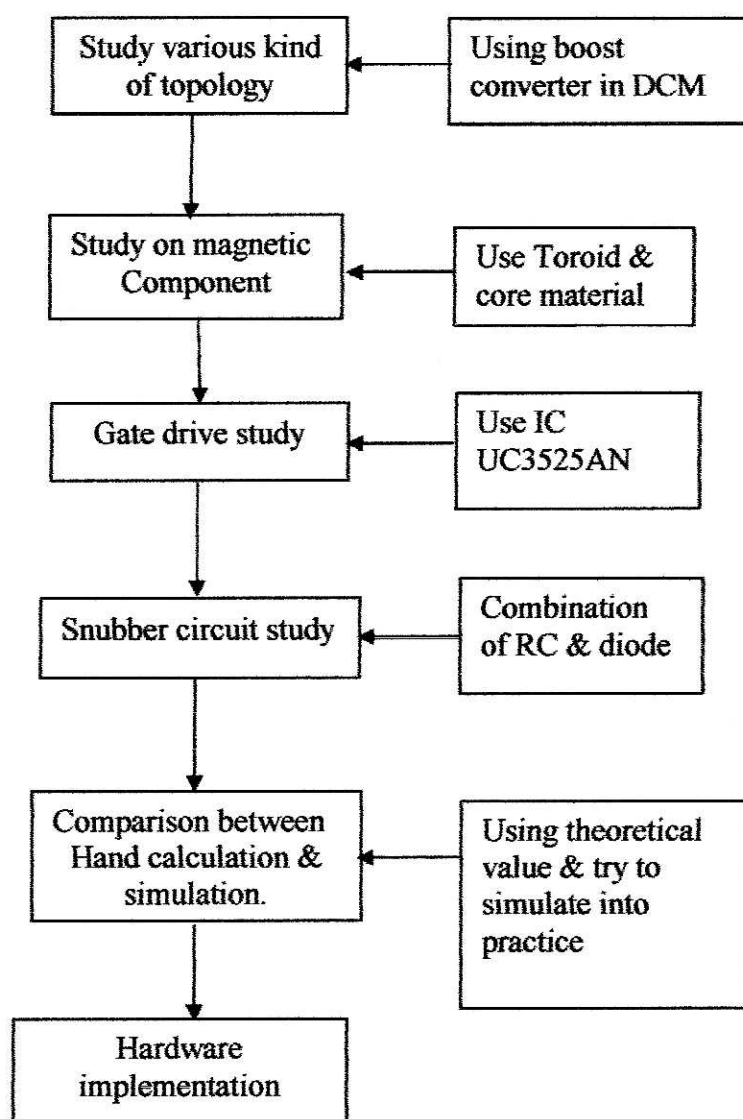 Study various kind
of topology
Using boost
converter in DCM
Study on magnetic
Component
Use Toroid &
core material
Gate drive study
Use IC
UC3525AN
Snubber circuit study
Combination
of RC & diode
Comparison between
Hand calculation &
simulation.
Using theoretical
value & try to
simulate into
practice
Hardware
implementation